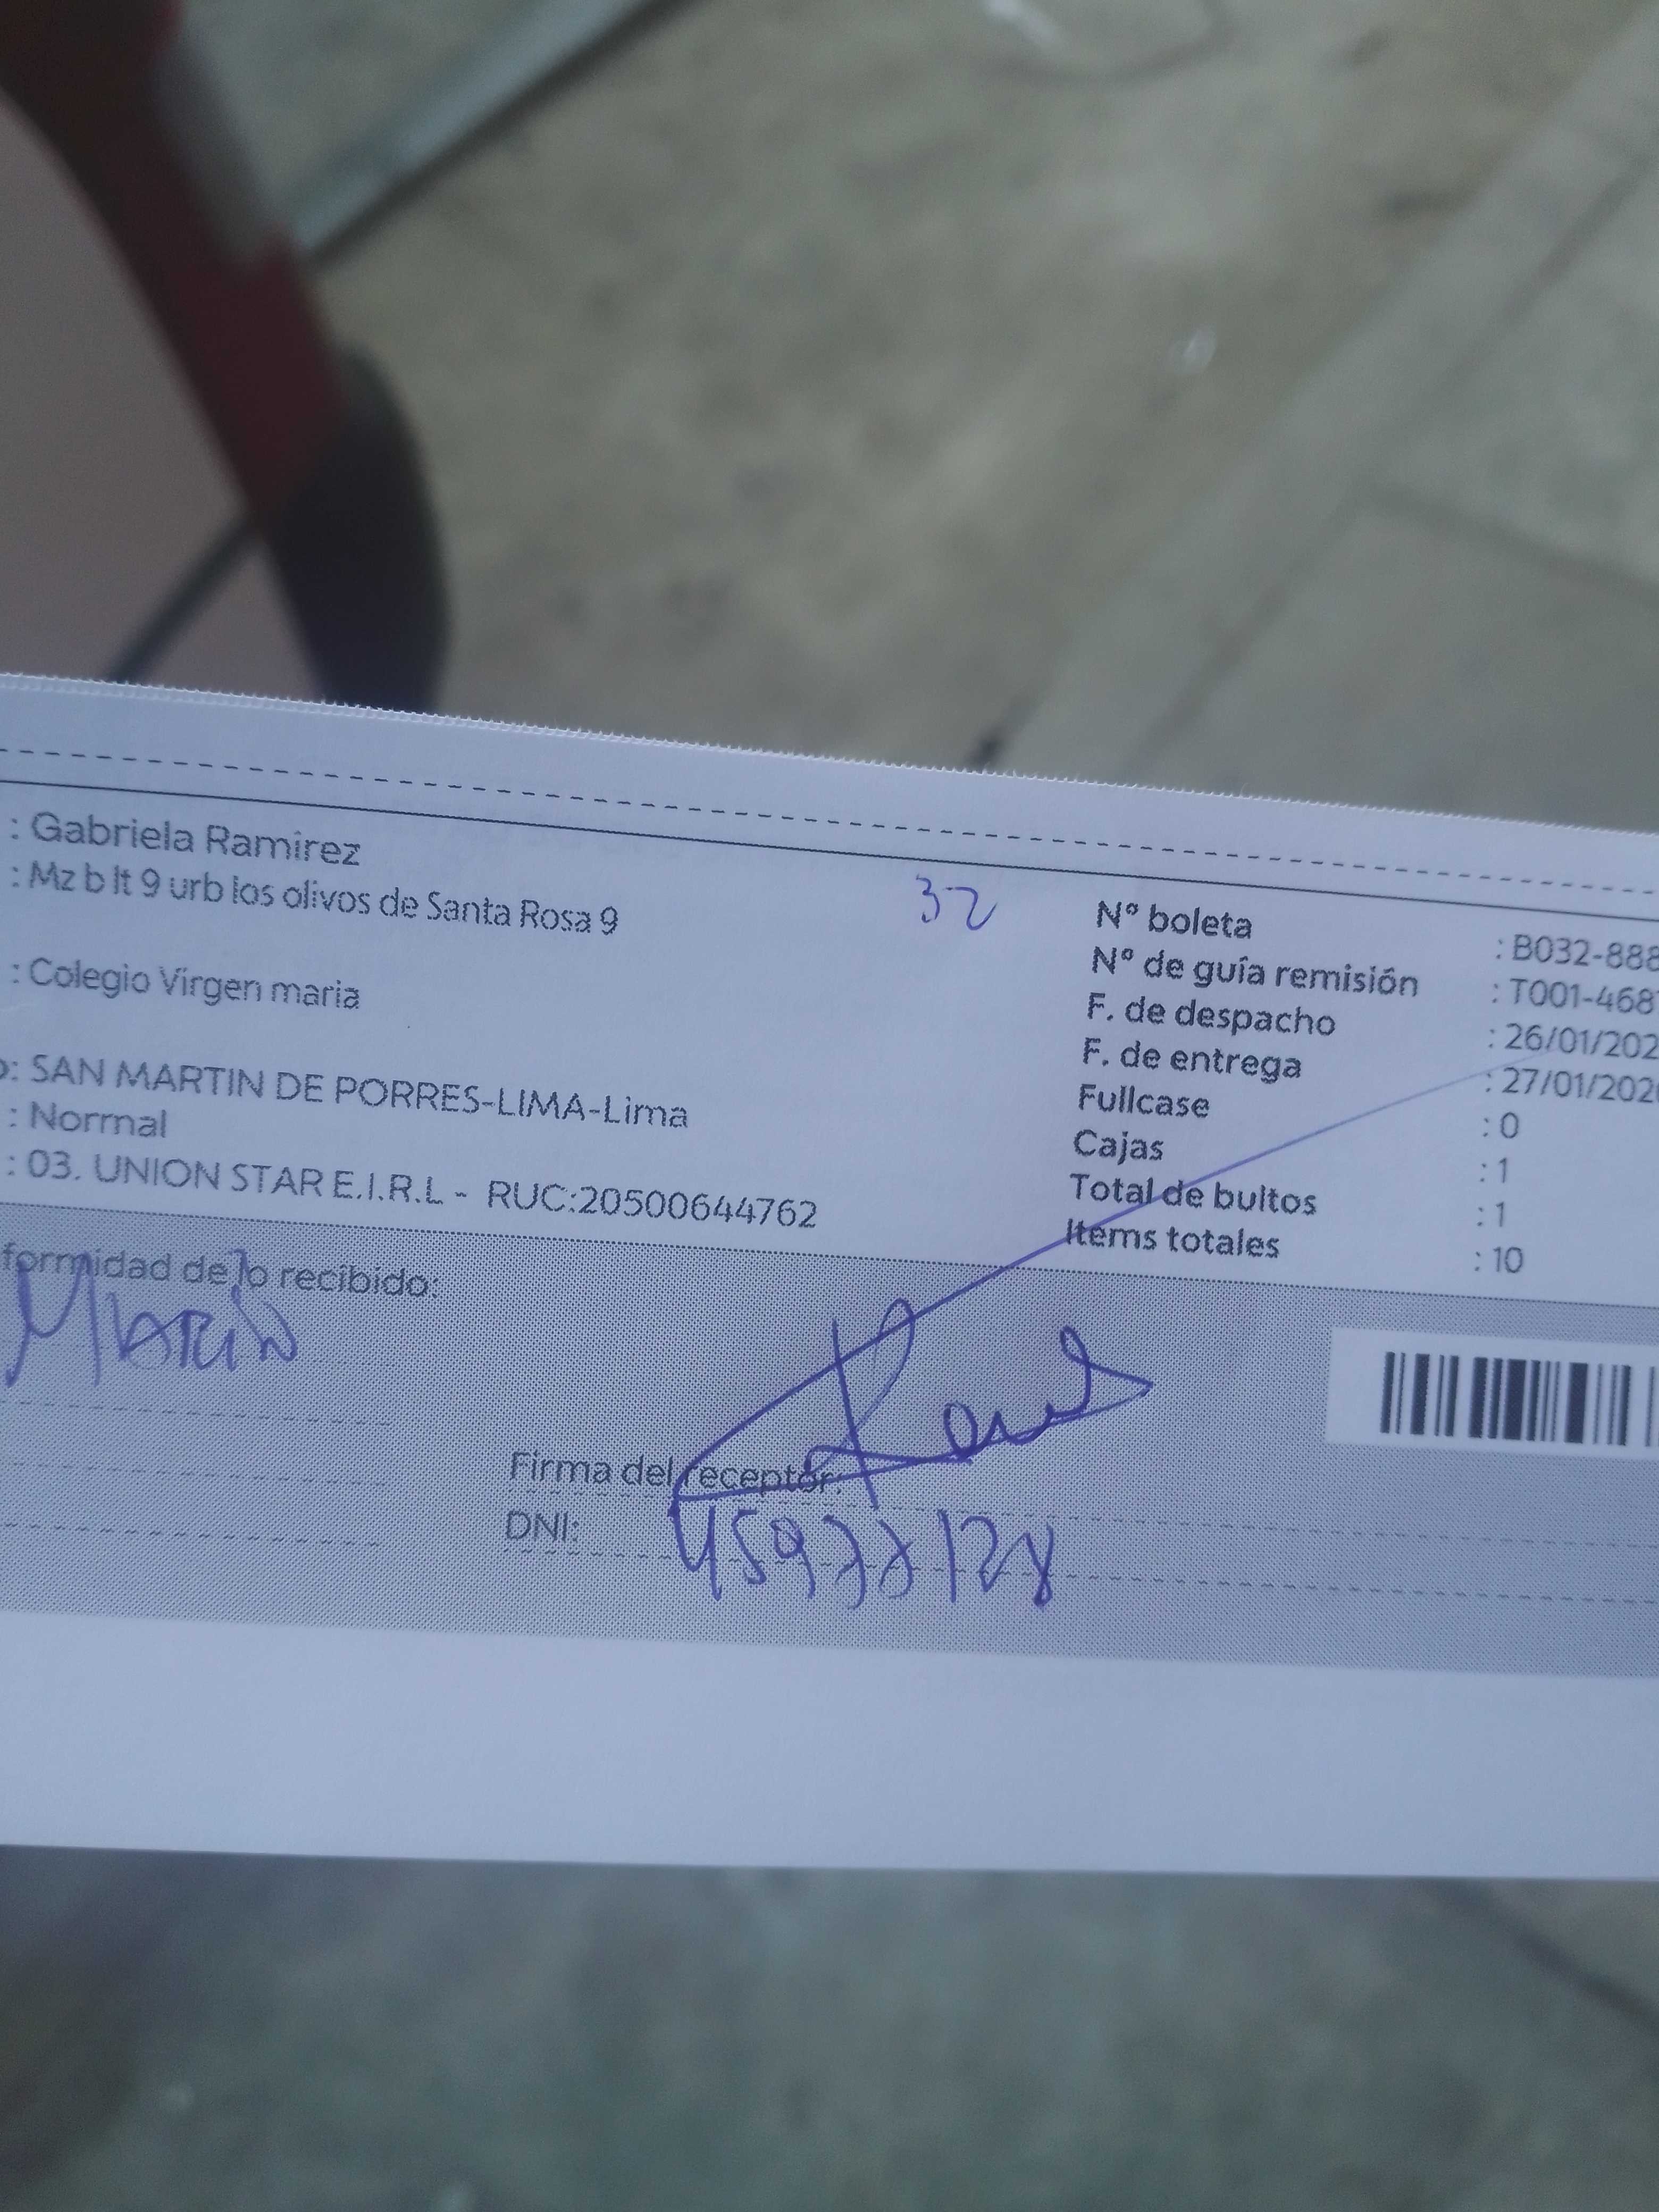 : Gabriela Ramirez
: Mz b lt 9 urb los olivos de Santa Rosa 9
32
: Colegio Virgen maria
o: SAN MARTIN DE PORRES-LIMA-Lima
: Normal
: 03. UNION STAR E.I.R.L - RUC:20500644762
Nº boleta : B032-888
Nº de guía remisión : T001-468
F. de despacho : 26/01/202
F. de entrega : 27/01/202
Fullcase : 0
Cajas : 1
Total de bultos : 1
Items totales : 10
formidad de lo recibido:
Firma del receptor:
DNI: